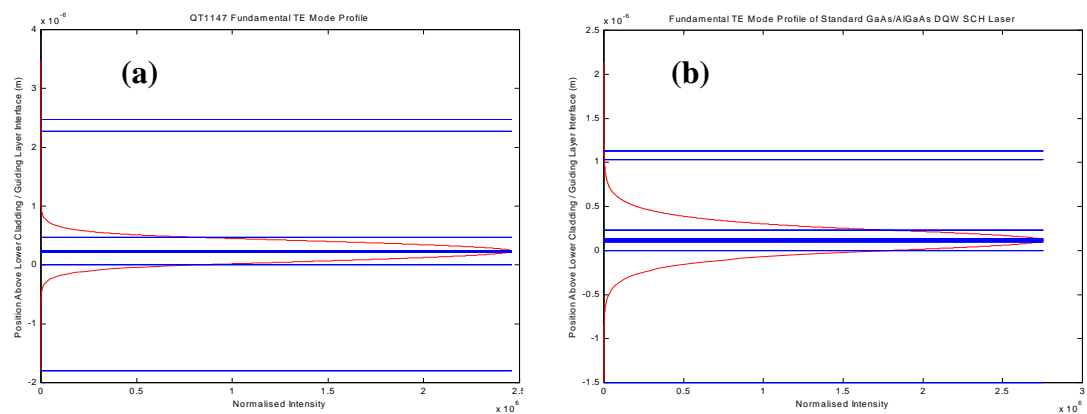 QT1147 Fundamental TE Mode Profile
x 10⁻⁶
4
3
2
1
0
-1
-2
Position Above Lower Cladding / Guiding Layer Interface (m)
(a)
0 0.5 1 1.5 2 2.5
Normalised Intensity
x 10⁶
Fundamental TE Mode Profile of Standard GaAs/AlGaAs DQW SCH Laser
x 10⁻⁶
2.5
2
1.5
1
0.5
0
-0.5
-1
-1.5
Position Above Lower Cladding / Guiding Layer Interface (m)
(b)
0 0.5 1 1.5 2 2.5 3
Normalised Intensity
x 10⁶